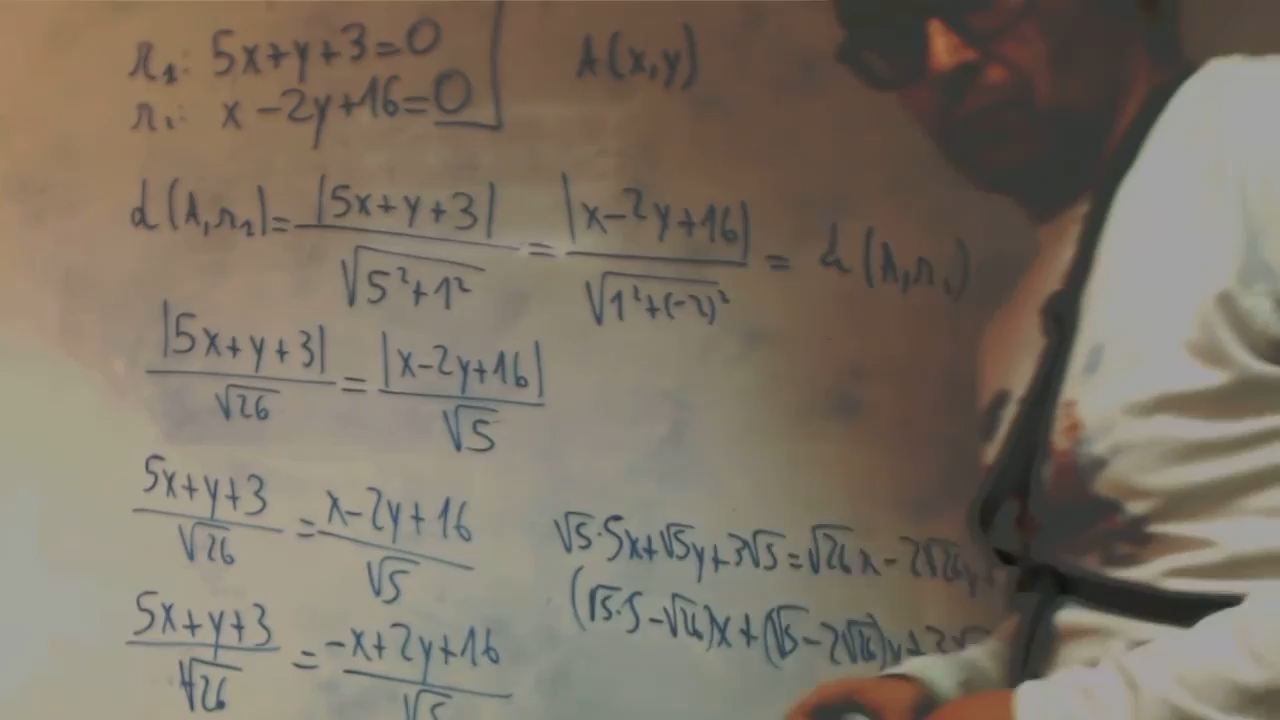 r₂: 5x+y+3=0
r₁: x-2y+16=0
A(x,y)
d(A,r₂)= |5x+y+3| / √5²+1² = |x-2y+16| / √1²+(-2)² = d(A,r₁)
|5x+y+3| / √26 = |x-2y+16| / √5
5x+y+3 / √26 = x-2y+16 / √5
√5·5x+√5y+3√5=√26x-2√26y
5x+y+3 / √26 = -x+2y+16 / √5
(√5·5-√26)x+(√5-2√26)y+3√